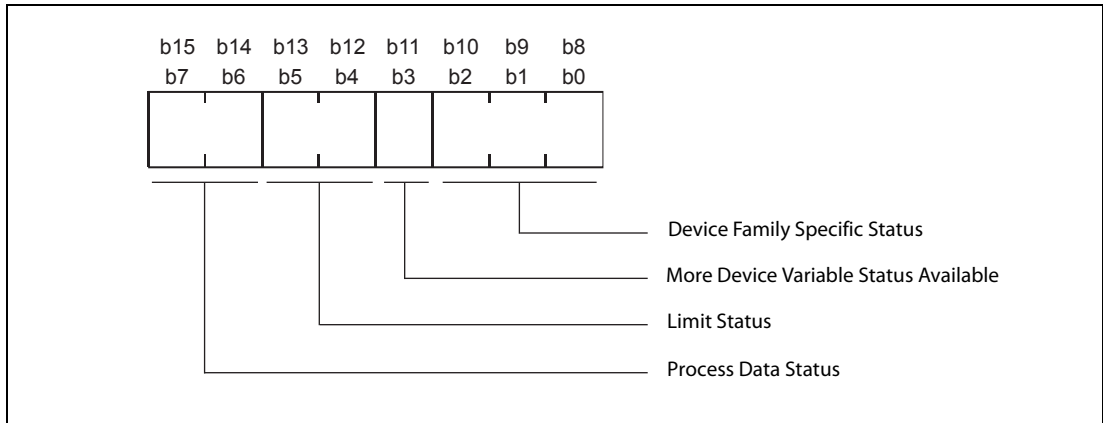 b15 b14 b13 b12 b11 b10 b9 b8
b7 b6 b5 b4 b3 b2 b1 b0
Device Family Specific Status
More Device Variable Status Available
Limit Status
Process Data Status